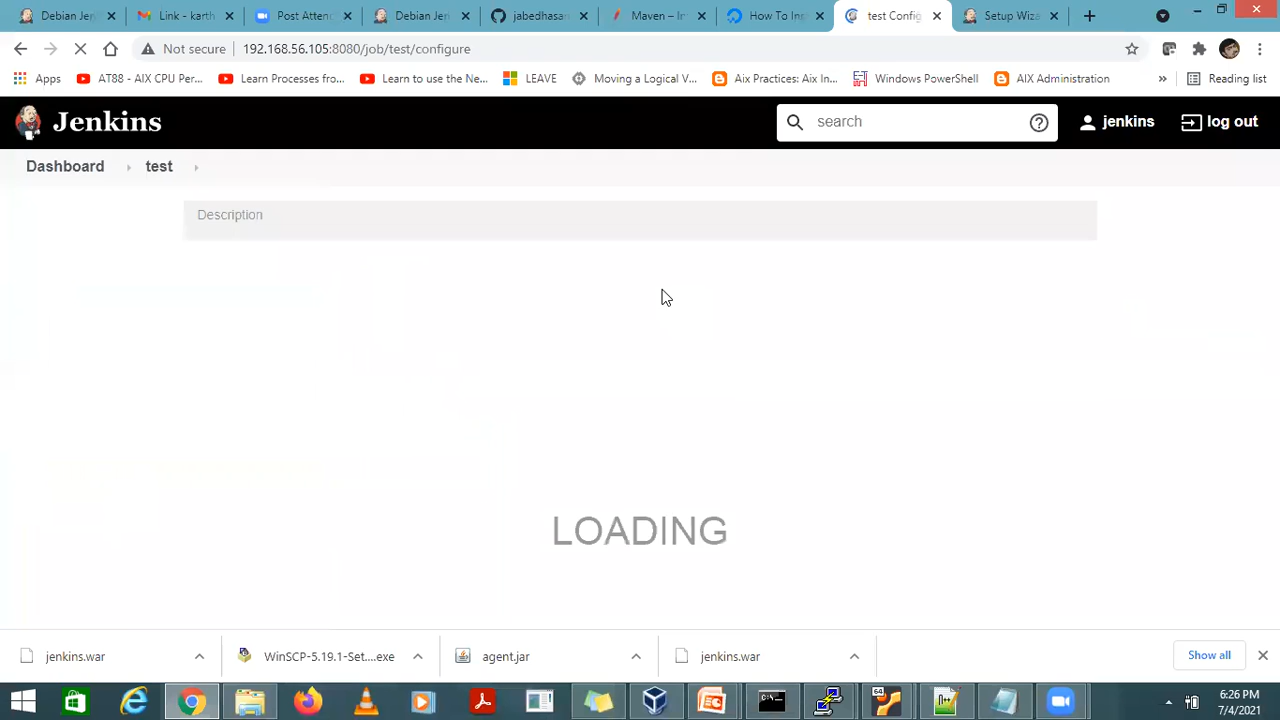 Debian Jen
Link - karth
Post Attenc
Debian Jen
jabedhasan
Maven – In
How To Ins
test Config
Setup Wiza
Not secure
192.168.56.105:8080/job/test/configure
Apps
AT88 - AIX CPU Per...
Learn Processes fro...
Learn to use the Ne...
LEAVE
Moving a Logical V...
Aix Practices: Aix In...
Windows PowerShell
AIX Administration
»
Reading list
Jenkins
search
jenkins
log out
Dashboard
test
Description
LOADING
jenkins.war
WinSCP-5.19.1-Set....exe
agent.jar
jenkins.war
Show all
64
6:26 PM
7/4/2021